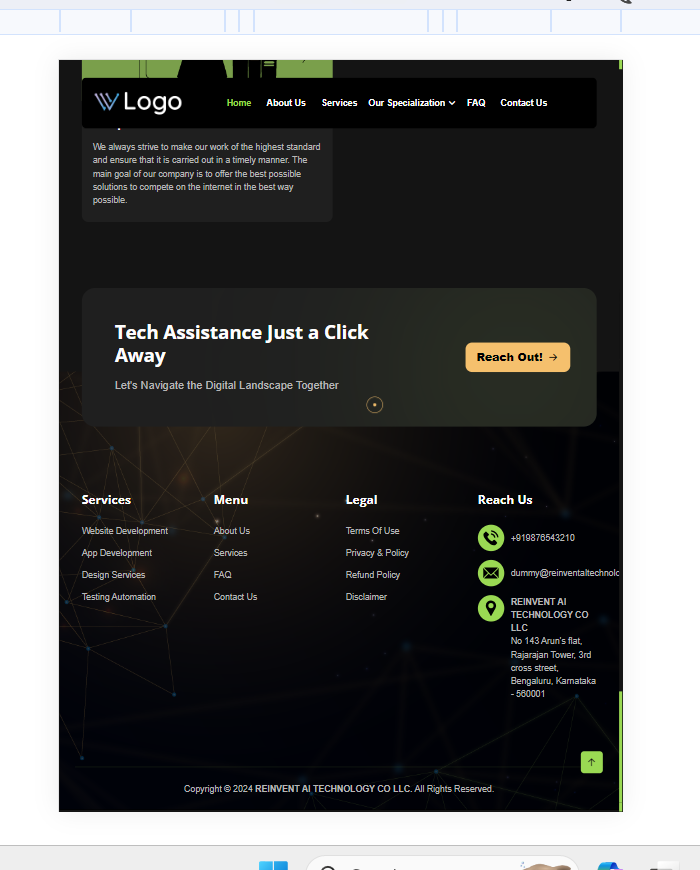 Logo
Home About Us Services Our Specialization FAQ Contact Us
We always strive to make our work of the highest standard
and ensure that it is carried out in a timely manner. The
main goal of our company is to offer the best possible
solutions to compete on the internet in the best way
possible.
Tech Assistance Just a Click
Away
Let's Navigate the Digital Landscape Together
Reach Out! →
Services
Website Development
App Development
Design Services
Testing Automation
Menu
About Us
Services
FAQ
Contact Us
Legal
Terms Of Use
Privacy & Policy
Refund Policy
Disclaimer
Reach Us
+919876543210
dummy@reinventaltechnolo
REINVENT AI
TECHNOLOGY CO
LLC
No 143 Arun's flat,
Rajarajan Tower, 3rd
cross street,
Bengaluru, Karnataka
- 560001
Copyright © 2024 REINVENT AI TECHNOLOGY CO LLC. All Rights Reserved.